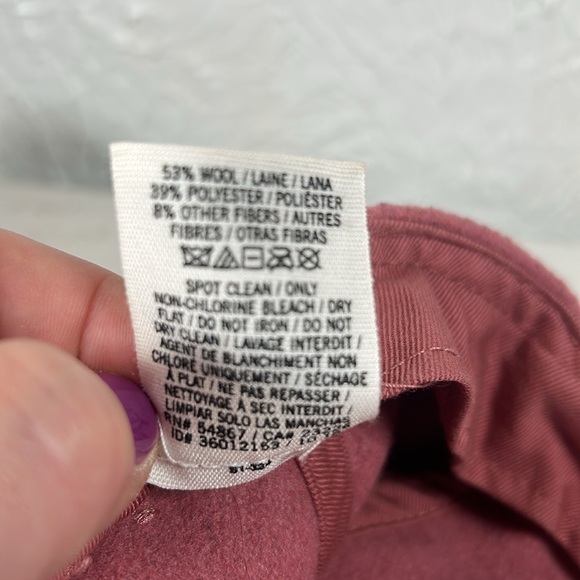 53% WOOL / LAINE / LANA
39% POLYESTER / POLIÉSTER
8% OTHER FIBERS / AUTRES
FIBRES / OTRAS FIBRAS
SPOT CLEAN / ONLY
NON-CHLORINE BLEACH / DRY
FLAT / DO NOT IRON / DO NOT
DRY CLEAN / LAVAGE INTERDIT /
AGENT DE BLANCHIMENT NON
CHLORÉ UNIQUEMENT / SÉCHAGE
À PLAT / NE PAS REPASSER /
NETTOYAGE À SEC INTERDIT /
LIMPIAR SOLO LAS MANCHAS
RN# 54867 / CA#
ID# 36012163 /